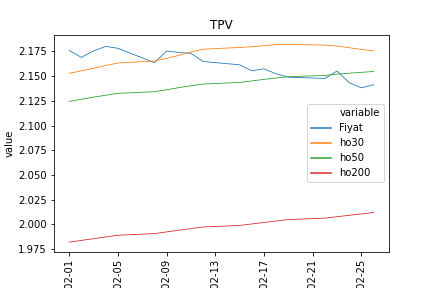 TPV
value
2.175
2.150
2.125
2.100
2.075
2.050
2.025
2.000
1.975
variable
Fiyat
ho30
ho50
ho200
02-01
02-05
02-09
02-13
02-17
02-21
02-25